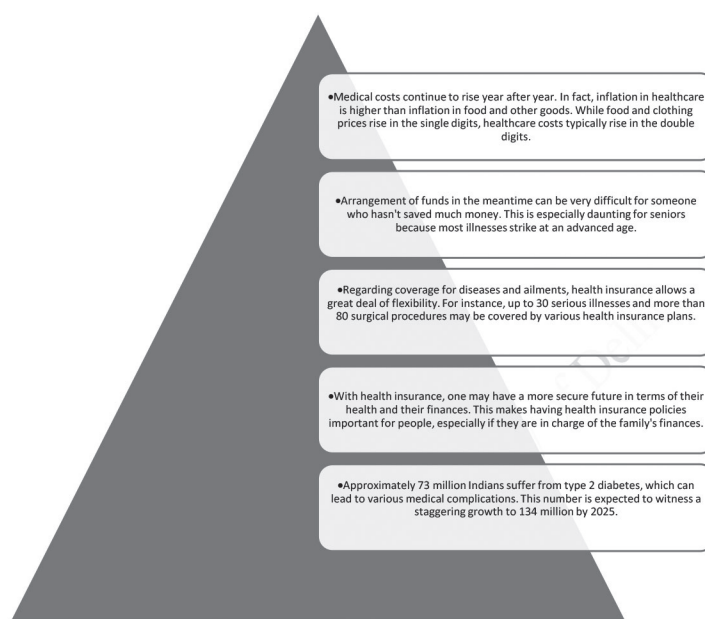 •Medical costs continue to rise year after year. In fact, inflation in healthcare
is higher than inflation in food and other goods. While food and clothing
prices rise in the single digits, healthcare costs typically rise in the double
digits.
•Arrangement of funds in the meantime can be very difficult for someone
who hasn't saved much money. This is especially daunting for seniors
because most illnesses strike at an advanced age.
•Regarding coverage for diseases and ailments, health insurance allows a
great deal of flexibility. For instance, up to 30 serious illnesses and more than
80 surgical procedures may be covered by various health insurance plans.
•With health insurance, one may have a more secure future in terms of their
health and their finances. This makes having health insurance policies
important for people, especially if they are in charge of the family's finances.
•Approximately 73 million Indians suffer from type 2 diabetes, which can
lead to various medical complications. This number is expected to witness a
staggering growth to 134 million by 2025.